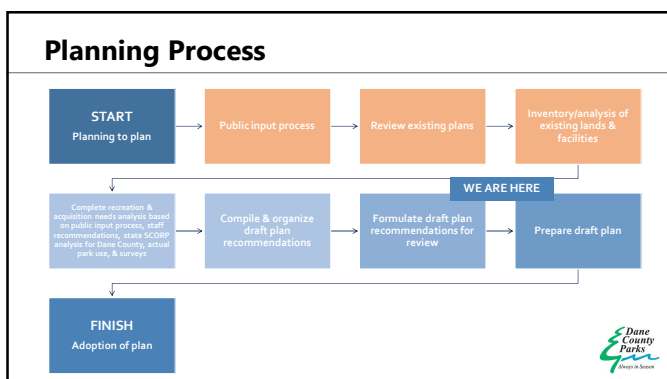 Planning Process
START
Planning to plan
Public input process
Review existing plans
Inventory/analysis of
existing lands &
facilities
WE ARE HERE
Complete recreation &
acquisition needs analysis based
on public input process, staff
recommendations, state SCORP
analysis for Dane County, actual
park use, & surveys
Compile & organize
draft plan
recommendations
Formulate draft plan
recommendations for
review
Prepare draft plan
FINISH
Adoption of plan
Dane
County
Parks
Always in Season